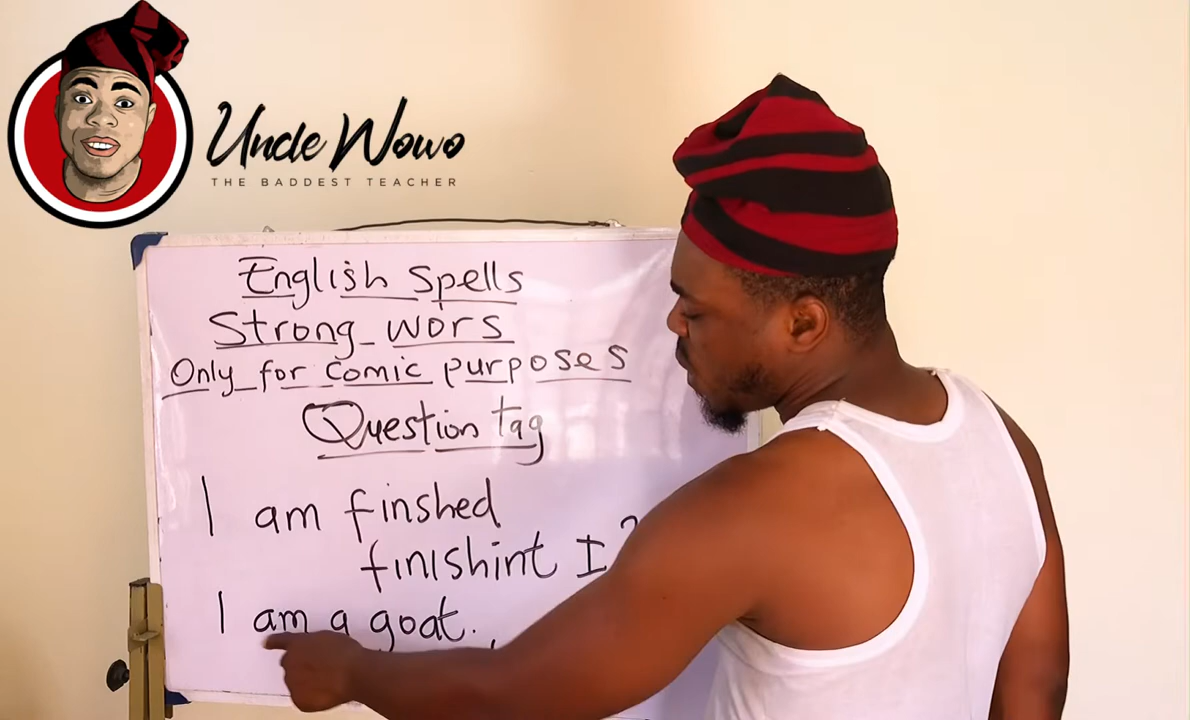 Uncle Wowo
THE BADDEST TEACHER
English Spells
Strong wors
Only for comic purposes
Question tag
I am finshed
finishint I ?
I am a goat.